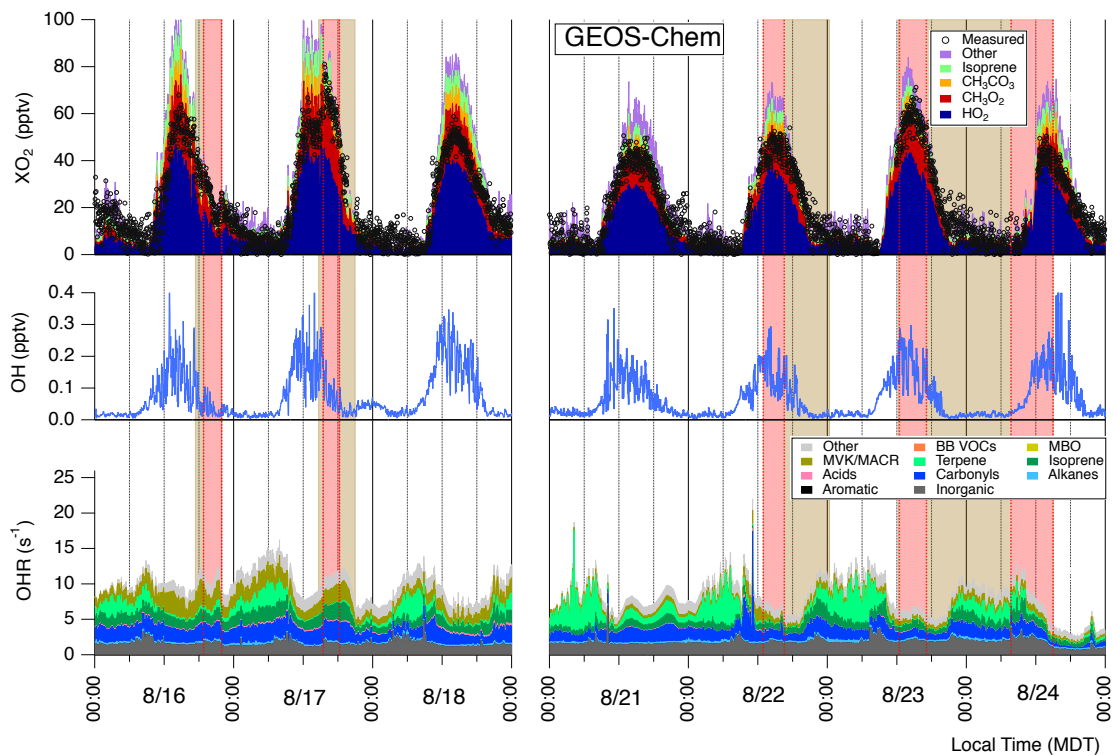 GEOS-Chem
Measured
Other
Isoprene
CH3CO3
CH3O2
HO2
XO2 (pptv)
100
80
60
40
20
0
OH (pptv)
0.4
0.3
0.2
0.1
0.0
Other
MVK/MACR
Acids
Aromatic
BB VOCs
Terpene
Carbonyls
Inorganic
MBO
Isoprene
Alkanes
OHR (s-1)
25
20
15
10
5
0
00:00 8/16 00:00 8/17 00:00 8/18 00:00 00:00 8/21 00:00 8/22 00:00 8/23 00:00 8/24 00:00
Local Time (MDT)